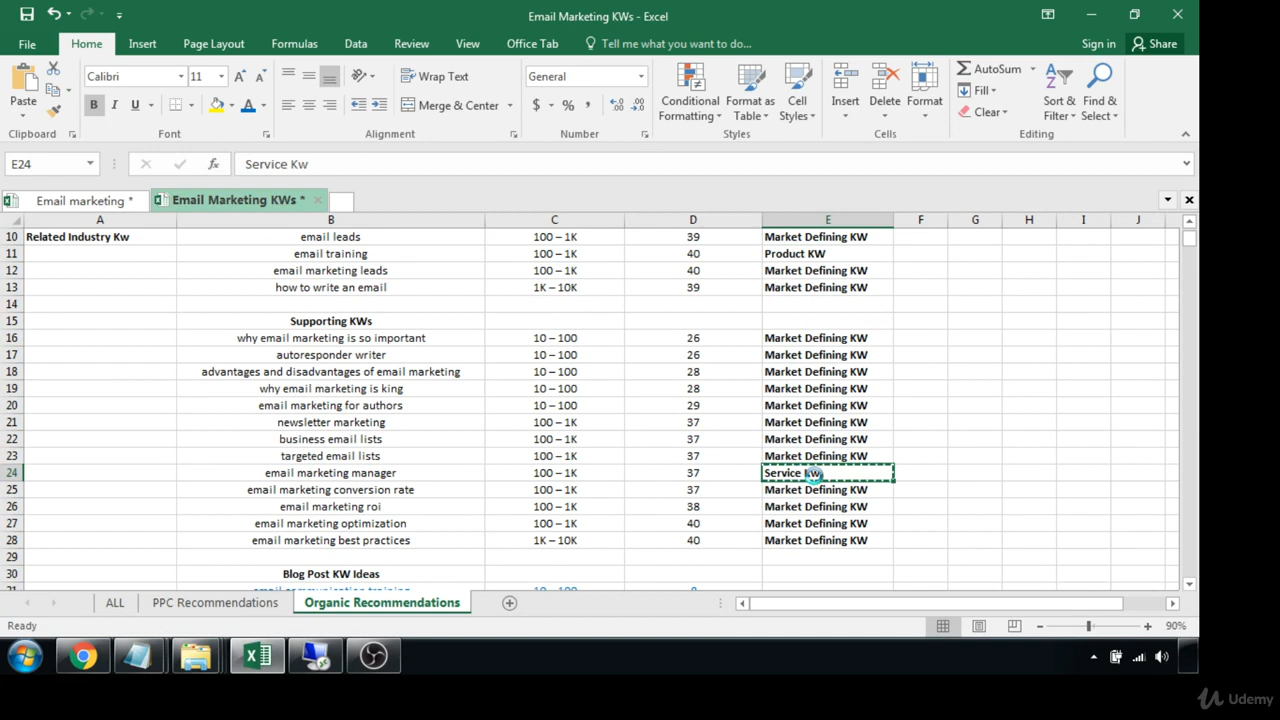 Email Marketing KWs - Excel
File Home Insert Page Layout Formulas Data Review View Office Tab Tell me what you want to do... Sign in Share
Paste
Calibri 11
B I U
Wrap Text
Merge & Center
General
$ % ,
Conditional Formatting
Format as Table
Cell Styles
Insert Delete Format
AutoSum
Fill
Clear
Sort & Filter
Find & Select
Clipboard Font Alignment Number Styles Cells Editing
E24 fx Service Kw
Email marketing * Email Marketing KWs *
A B C D E F G H I J
10 Related Industry Kw email leads 100 – 1K 39 Market Defining KW
11 email training 100 – 1K 40 Product KW
12 email marketing leads 100 – 1K 40 Market Defining KW
13 how to write an email 1K – 10K 39 Market Defining KW
14
15 Supporting KWs
16 why email marketing is so important 10 – 100 26 Market Defining KW
17 autoresponder writer 10 – 100 26 Market Defining KW
18 advantages and disadvantages of email marketing 10 – 100 28 Market Defining KW
19 why email marketing is king 10 – 100 28 Market Defining KW
20 email marketing for authors 10 – 100 29 Market Defining KW
21 newsletter marketing 100 – 1K 37 Market Defining KW
22 business email lists 100 – 1K 37 Market Defining KW
23 targeted email lists 100 – 1K 37 Market Defining KW
24 email marketing manager 100 – 1K 37 Service Kw
25 email marketing conversion rate 100 – 1K 37 Market Defining KW
26 email marketing roi 100 – 1K 38 Market Defining KW
27 email marketing optimization 100 – 1K 40 Market Defining KW
28 email marketing best practices 1K – 10K 40 Market Defining KW
29
30 Blog Post KW Ideas
ALL PPC Recommendations Organic Recommendations
Ready 90%
Udemy